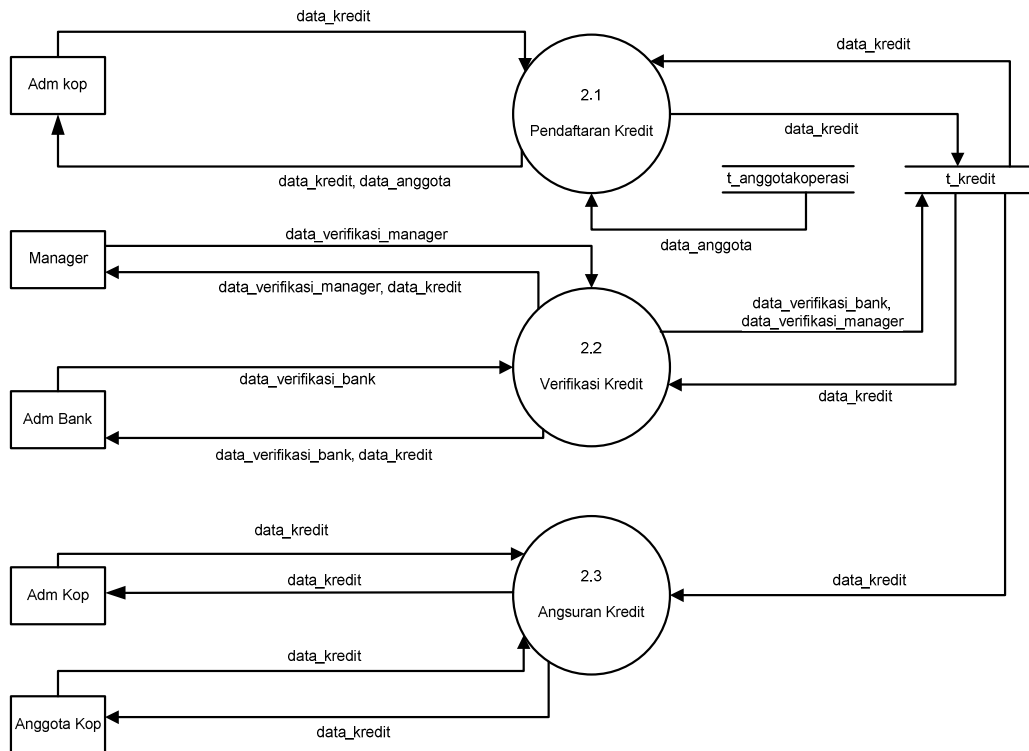 data_kredit
data_kredit
Adm kop
2.1
Pendaftaran Kredit
data_kredit
data_kredit, data_anggota
t_anggotakoperasi
t_kredit
data_verifikasi_manager
data_anggota
Manager
data_verifikasi_manager, data_kredit
data_verifikasi_bank,
data_verifikasi_manager
2.2
Verifikasi Kredit
data_verifikasi_bank
data_kredit
Adm Bank
data_verifikasi_bank, data_kredit
data_kredit
2.3
Angsuran Kredit
data_kredit
data_kredit
Adm Kop
data_kredit
Anggota Kop
data_kredit